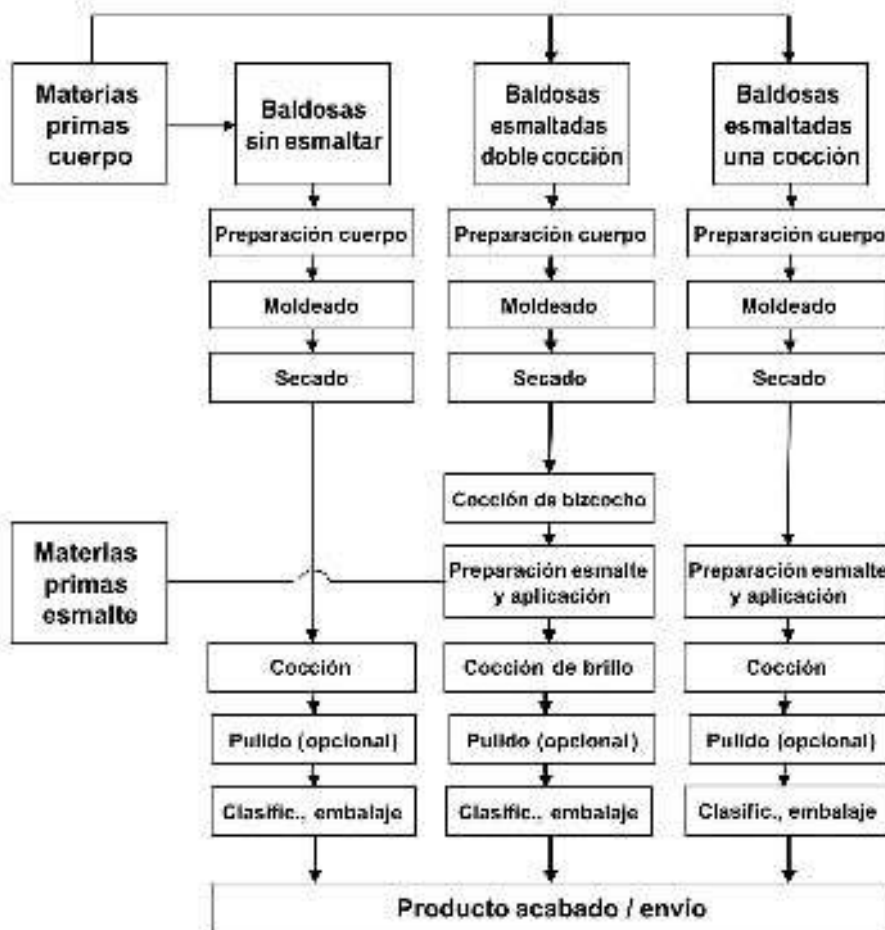 Materias
primas
cuerpo
Baldosas
sin esmaltar
Baldosas
esmaltadas
doble cocción
Baldosas
esmaltadas
una cocción
Preparación cuerpo
Preparación cuerpo
Preparación cuerpo
Moldeado
Moldeado
Moldeado
Secado
Secado
Secado
Cocción de bizcocho
Materias
primas
esmalte
Preparación esmalte
y aplicación
Preparación esmalte
y aplicación
Cocción
Cocción de brillo
Cocción
Pulido (opcional)
Pulido (opcional)
Pulido (opcional)
Clasific., embalaje
Clasific., embalaje
Clasific., embalaje
Producto acabado / envío